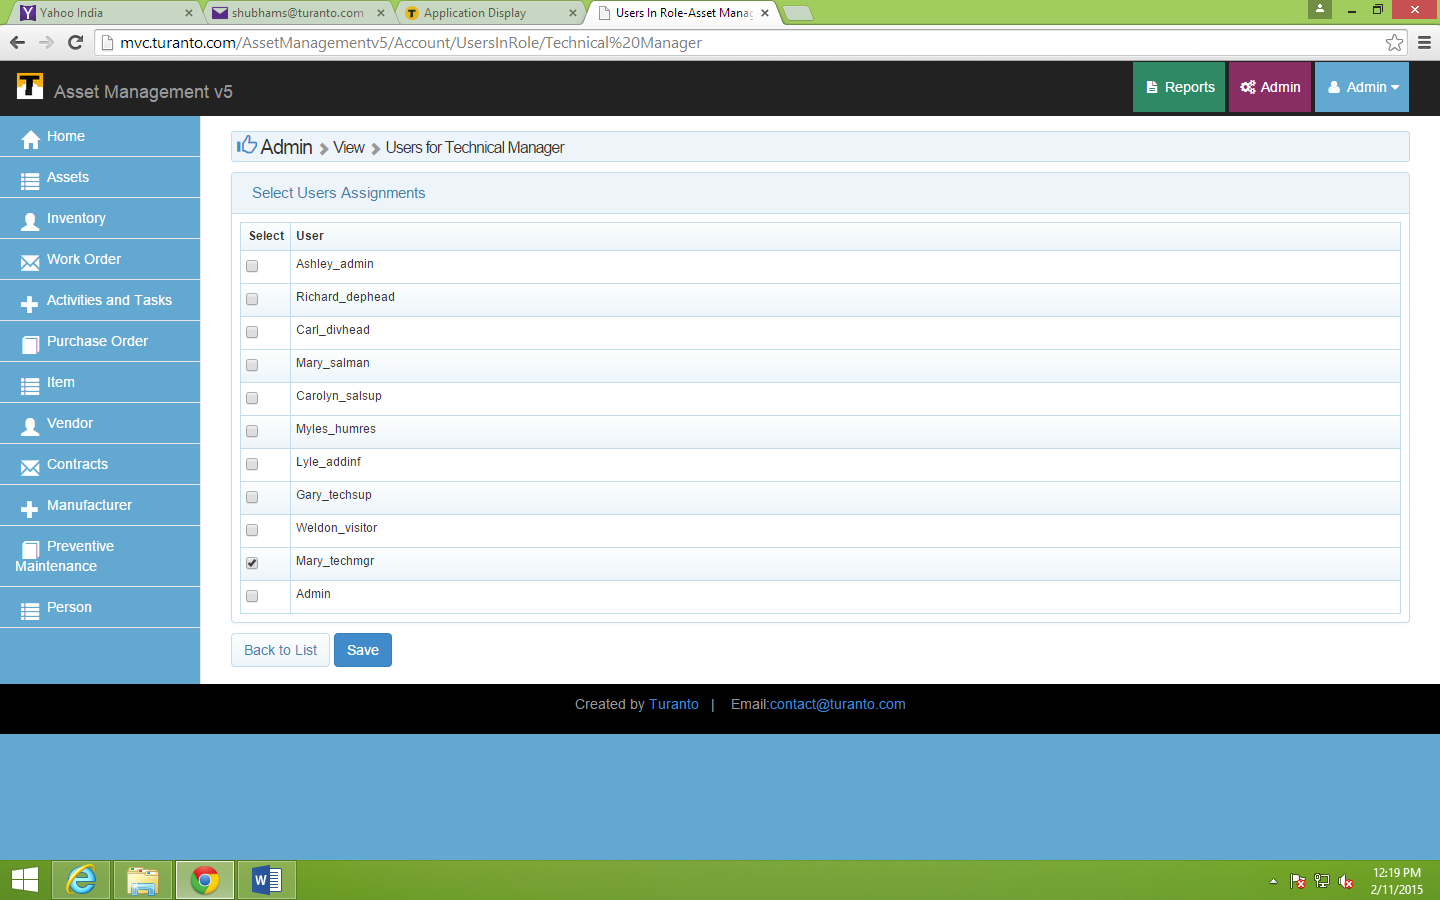 Yahoo India
shubhams@turanto.com
Application Display
Users In Role-Asset Manag
mvc.turanto.com/AssetManagementv5/Account/UsersInRole/Technical%20Manager
T
Asset Management v5
Reports
Admin
Admin
Home
Assets
Inventory
Work Order
Activities and Tasks
Purchase Order
Item
Vendor
Contracts
Manufacturer
Preventive
Maintenance
Person
Admin View Users for Technical Manager
Select Users Assignments
Select User
Ashley_admin
Richard_dephead
Carl_divhead
Mary_salman
Carolyn_salsup
Myles_humres
Lyle_addinf
Gary_techsup
Weldon_visitor
Mary_techmgr
Admin
Back to List
Save
Created by Turanto | Email:contact@turanto.com
12:19 PM
2/11/2015